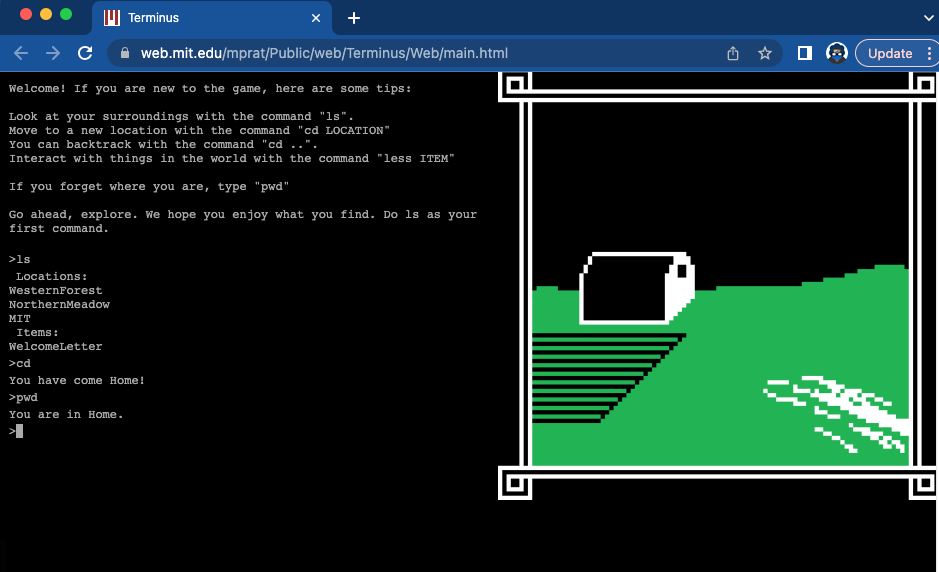 Terminus
web.mit.edu/mprat/Public/web/Terminus/Web/main.html
Update
Welcome! If you are new to the game, here are some tips:
Look at your surroundings with the command "ls".
Move to a new location with the command "cd LOCATION"
You can backtrack with the command "cd ..".
Interact with things in the world with the command "less ITEM"
If you forget where you are, type "pwd"
Go ahead, explore. We hope you enjoy what you find. Do ls as your
first command.
>ls
Locations:
WesternForest
NorthernMeadow
MIT
Items:
WelcomeLetter
>cd
You have come Home!
>pwd
You are in Home.
>